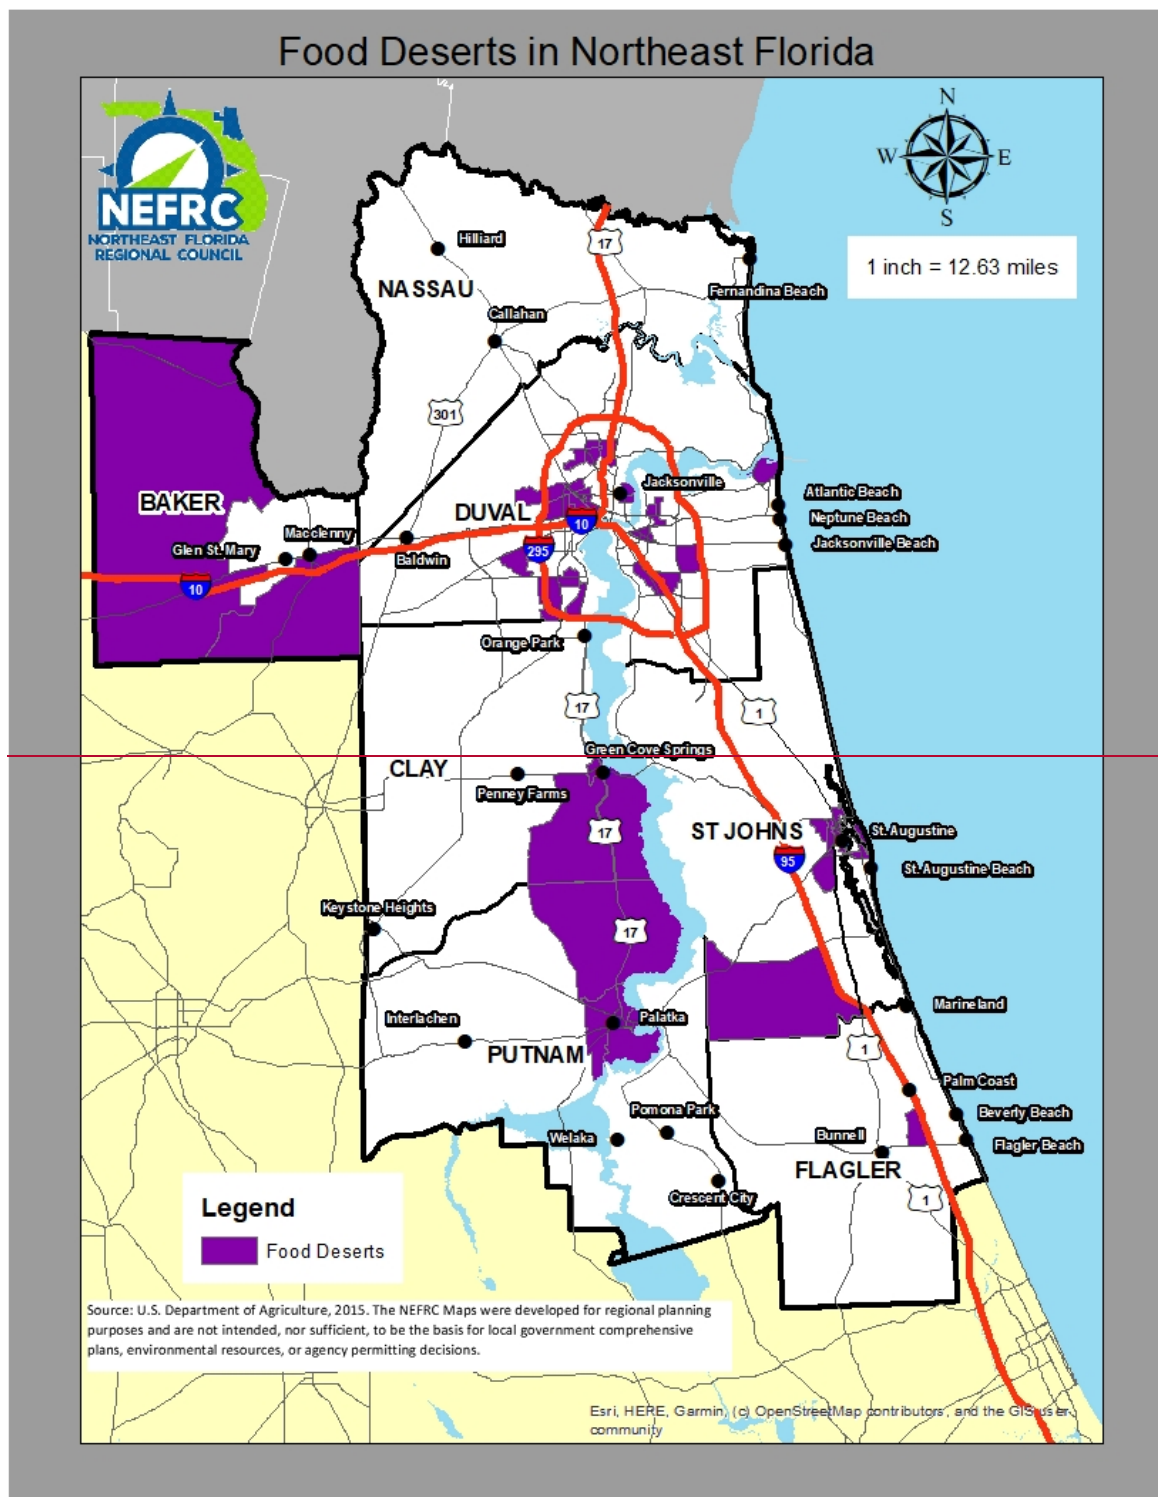 Food Deserts in Northeast Florida
NEFRC
NORTHEAST FLORIDA
REGIONAL COUNCIL
N
W
E
S
1 inch = 12.63 miles
17
Hilliard
NASSAU
Fernandina Beach
Callahan
301
BAKER
Jacksonville
Atlantic Beach
DUVAL
10
Neptune Beach
Macclenny
Glen St. Mary
Baldwin
295
Jacksonville Beach
10
Orange Park
17
1
Green Cove Springs
CLAY
Penney Farms
17
ST JOHNS
St. Augustine
95
St. Augustine Beach
Keystone Heights
17
Marineland
Interlachen
Palatka
PUTNAM
1
Palm Coast
Pomona Park
Beverly Beach
Welaka
Bunnell
Flagler Beach
FLAGLER
Crescent City
1
Legend
Food Deserts
Source: U.S. Department of Agriculture, 2015. The NEFRC Maps were developed for regional planning
purposes and are not intended, nor sufficient, to be the basis for local government comprehensive
plans, environmental resources, or agency permitting decisions.
Esri, HERE, Garmin, (c) OpenStreetMap contributors, and the GIS user
community